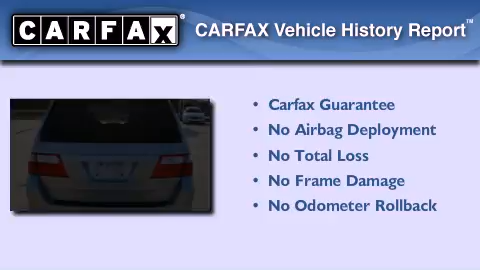 CARFAX® CARFAX Vehicle History Report™
• Carfax Guarantee
• No Airbag Deployment
• No Total Loss
• No Frame Damage
• No Odometer Rollback